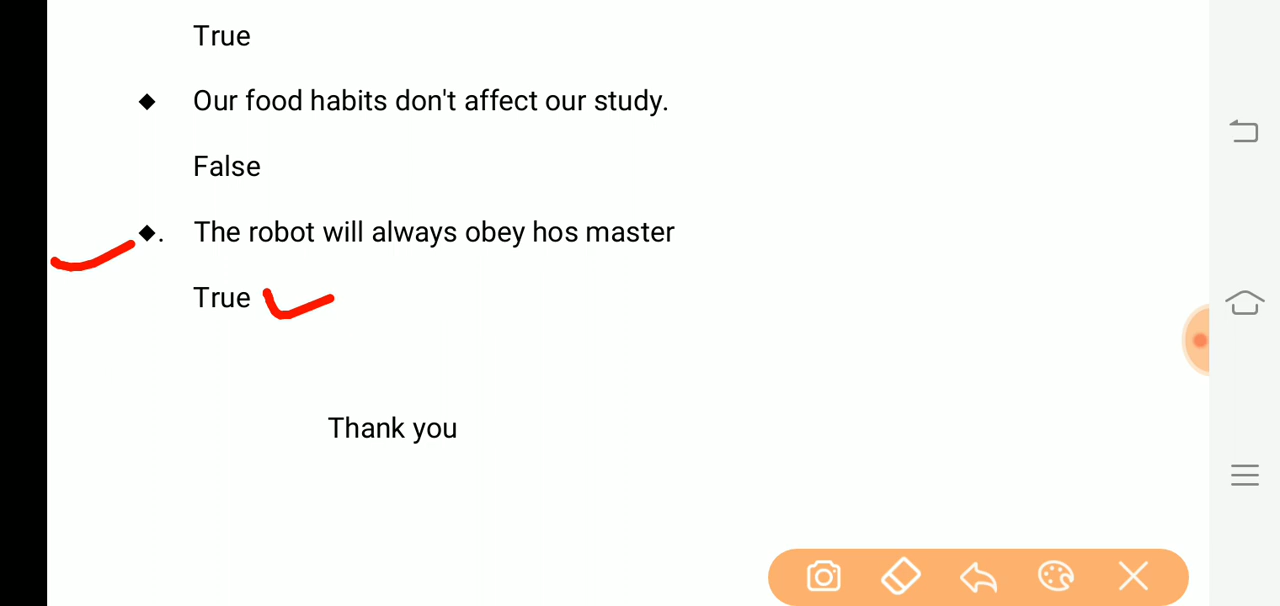 True
◆ Our food habits don't affect our study.
False
◆. The robot will always obey hos master
True
Thank you